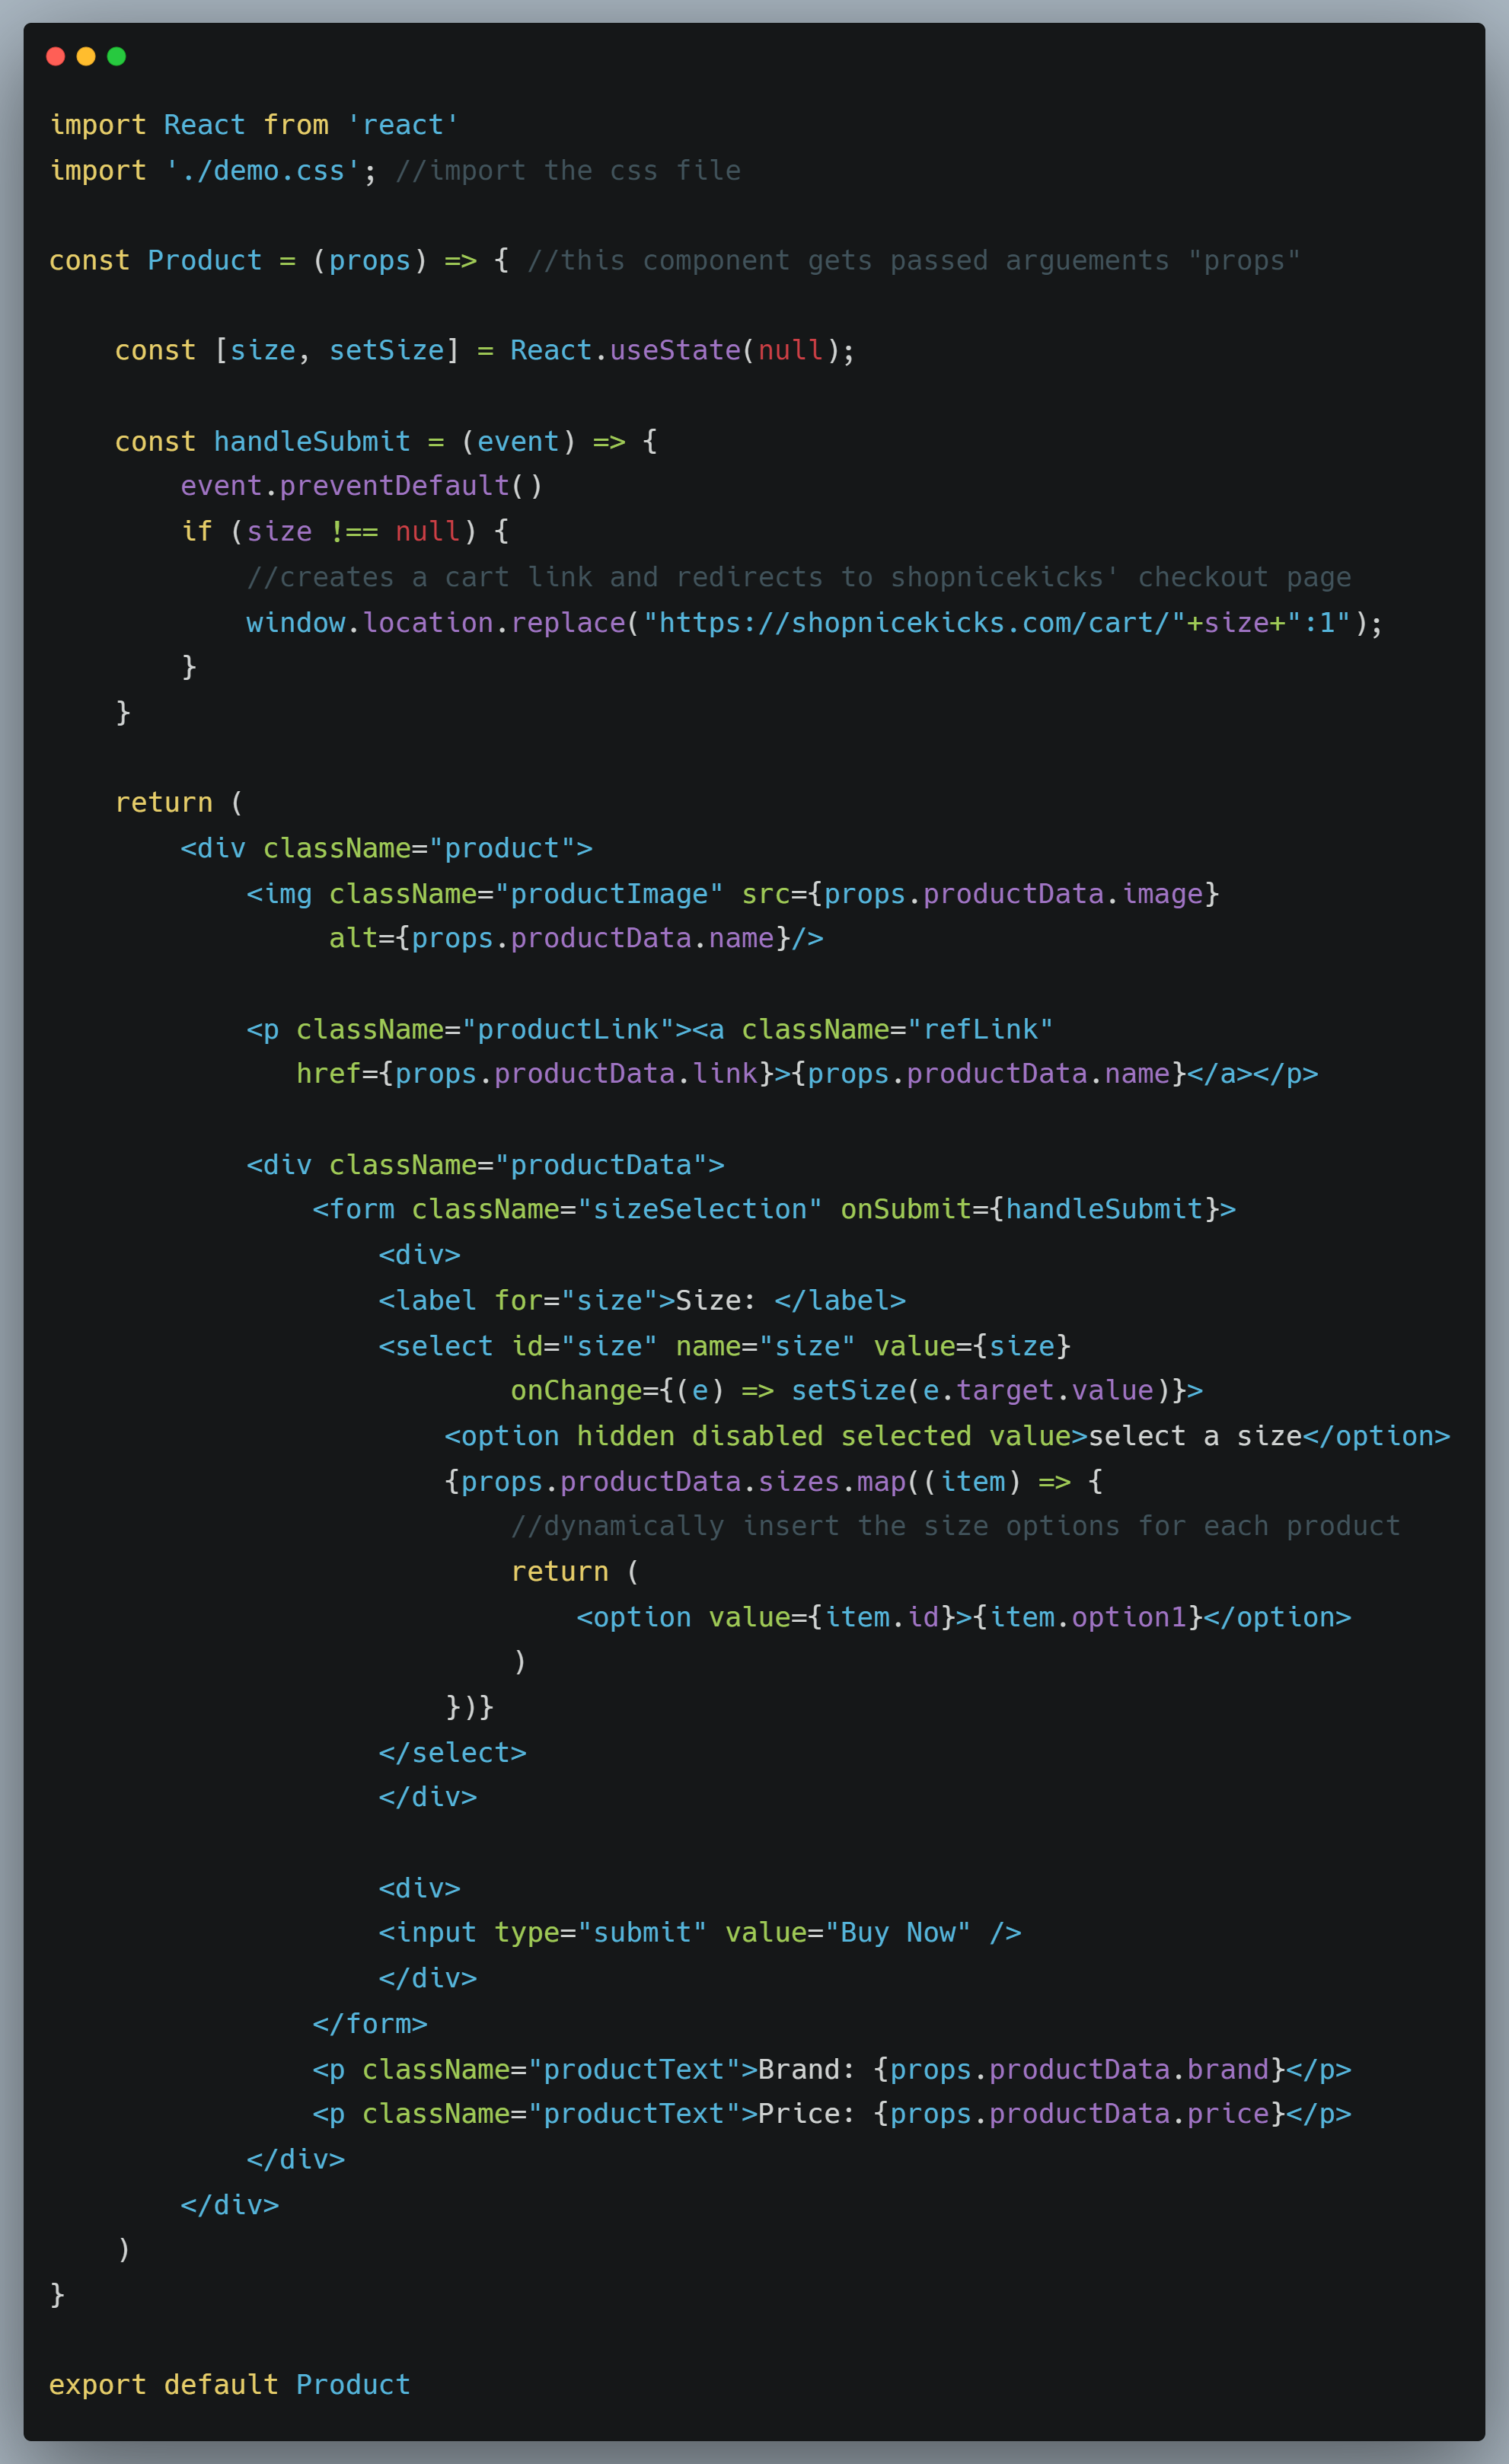 import React from 'react'
import './demo.css'; //import the css file

const Product = (props) => { //this component gets passed arguements "props"

    const [size, setSize] = React.useState(null);

    const handleSubmit = (event) => {
        event.preventDefault()
        if (size !== null) {
            //creates a cart link and redirects to shopnicekicks' checkout page
            window.location.replace("https://shopnicekicks.com/cart/"+size+":1");
        }
    }

    return (
        <div className="product">
            <img className="productImage" src={props.productData.image}
                 alt={props.productData.name}/>

            <p className="productLink"><a className="refLink"
               href={props.productData.link}>{props.productData.name}</a></p>

            <div className="productData">
                <form className="sizeSelection" onSubmit={handleSubmit}>
                    <div>
                    <label for="size">Size: </label>
                    <select id="size" name="size" value={size}
                            onChange={(e) => setSize(e.target.value)}>
                        <option hidden disabled selected value>select a size</option>
                        {props.productData.sizes.map((item) => {
                            //dynamically insert the size options for each product
                            return (
                                <option value={item.id}>{item.option1}</option>
                            )
                        })}
                    </select>
                    </div>

                    <div>
                    <input type="submit" value="Buy Now" />
                    </div>
                </form>
                <p className="productText">Brand: {props.productData.brand}</p>
                <p className="productText">Price: {props.productData.price}</p>
            </div>
        </div>
    )
}

export default Product